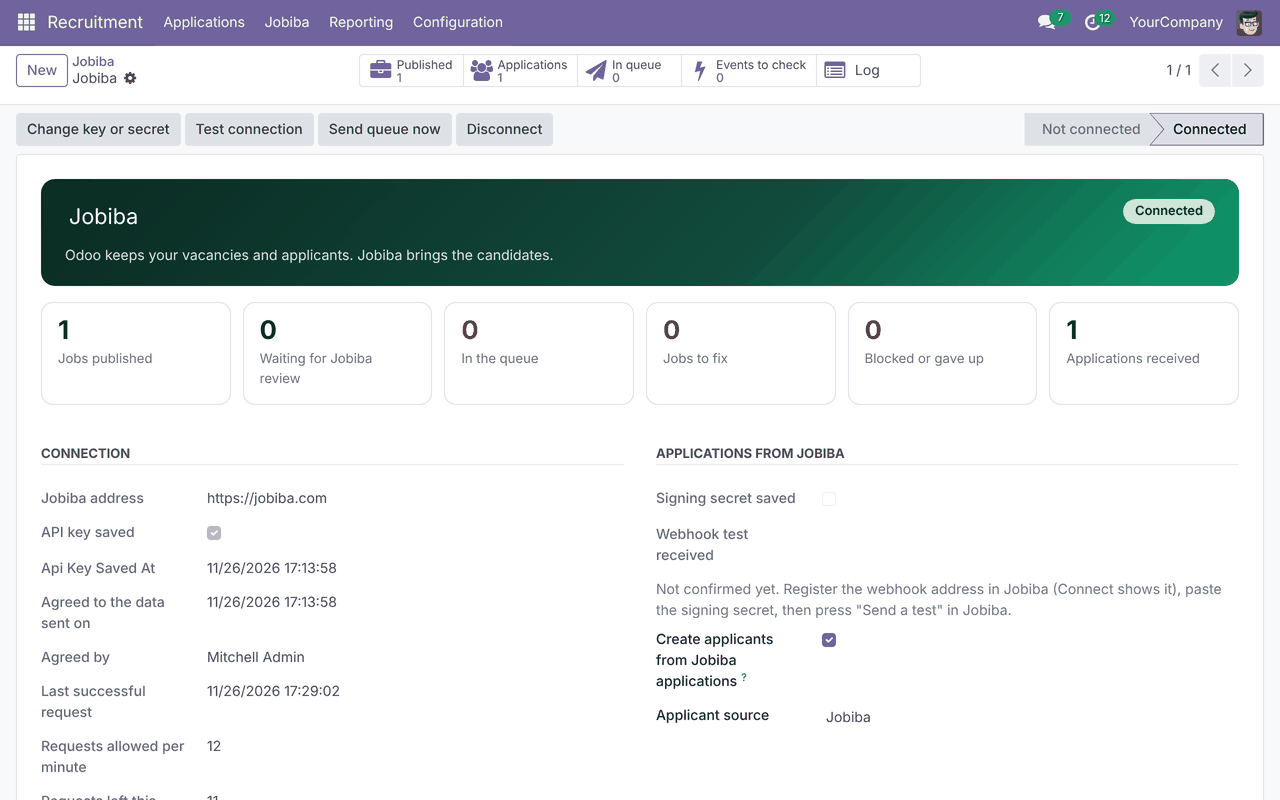 Recruitment Applications Jobiba Reporting Configuration 7 12 YourCompany
New Jobiba
Jobiba
Published 1
Applications 1
In queue 0
Events to check 0
Log
1 / 1
Change key or secret Test connection Send queue now Disconnect Not connected Connected
Jobiba
Connected
Odoo keeps your vacancies and applicants. Jobiba brings the candidates.
1
Jobs published
0
Waiting for Jobiba
review
0
In the queue
0
Jobs to fix
0
Blocked or gave up
1
Applications received
CONNECTION
Jobiba address https://jobiba.com
API key saved
Api Key Saved At 11/26/2026 17:13:58
Agreed to the data
sent on 11/26/2026 17:13:58
Agreed by Mitchell Admin
Last successful
request 11/26/2026 17:29:02
Requests allowed per
minute 12
Requests left this 11
APPLICATIONS FROM JOBIBA
Signing secret saved
Webhook test
received
Not confirmed yet. Register the webhook address in Jobiba (Connect shows it), paste
the signing secret, then press "Send a test" in Jobiba.
Create applicants
from Jobiba
applications ?
Applicant source Jobiba